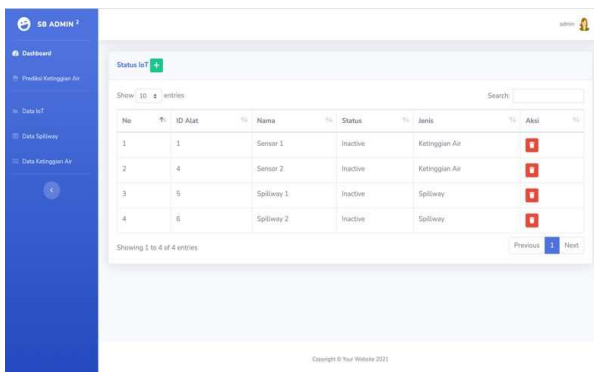 SB ADMIN 2
admin
Dashboard
Prediksi Ketinggian Air
Data IoT
Data Spillway
Data Ketinggian Air
Status IoT +
Show 10 entries
Search:
No ID Alat Nama Status Jenis Aksi
1 1 Sensor 1 Inactive Ketinggian Air
2 4 Sensor 2 Inactive Ketinggian Air
3 5 Spillway 1 Inactive Spillway
4 6 Spillway 2 Inactive Spillway
Showing 1 to 4 of 4 entries
Previous 1 Next
Copyright © Your Website 2021